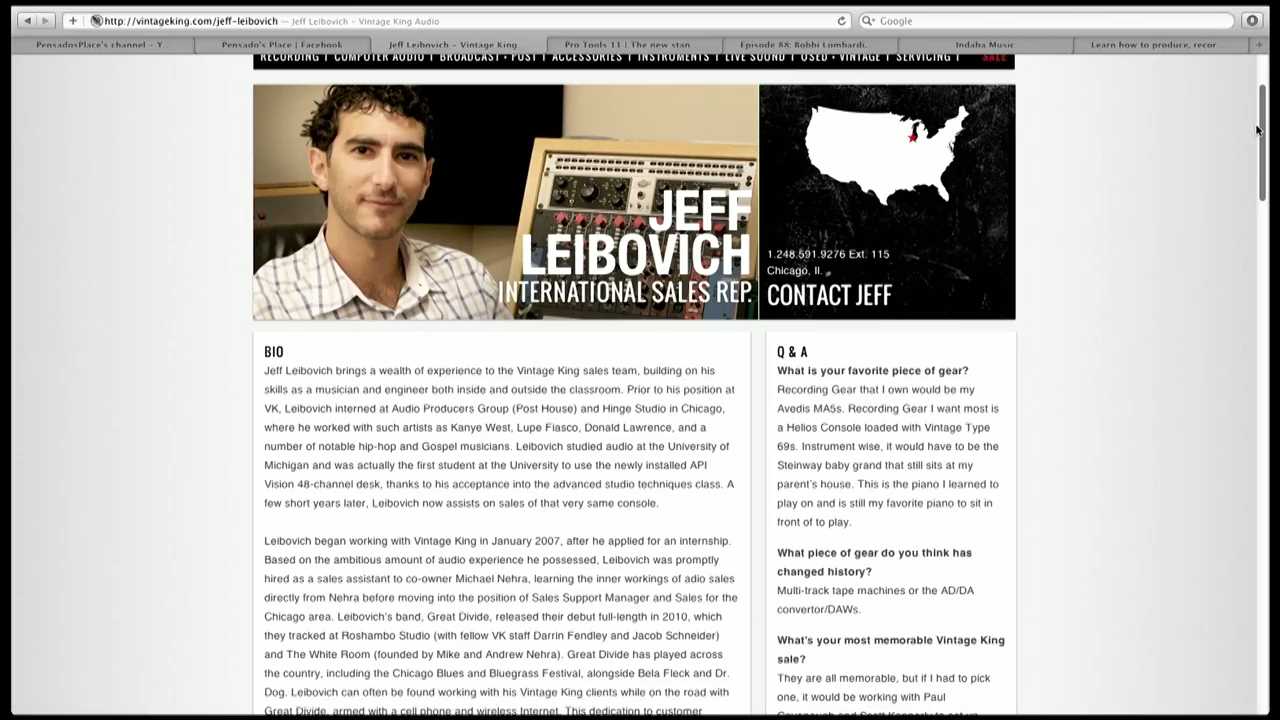 http://vintageking.com/jeff-leibovich — Jeff Leibovich – Vintage King Audio
Google
PensadosPlace's channel – Y...
Pensado's Place | Facebook
Jeff Leibovich – Vintage King...
Pro Tools 11 | The new stan...
Episode 88: Bobbi Lombardi...
Indaba Music
Learn how to produce, recor...
RECORDING | COMPUTER AUDIO | BROADCAST + POST | ACCESSORIES | INSTRUMENTS | LIVE SOUND | USED + VINTAGE | SERVICING | SALE
JEFF
LEIBOVICH
INTERNATIONAL SALES REP.
1.248.591.9276 Ext. 115
Chicago, Il.
CONTACT JEFF
BIO
Jeff Leibovich brings a wealth of experience to the Vintage King sales team, building on his
skills as a musician and engineer both inside and outside the classroom. Prior to his position at
VK, Leibovich interned at Audio Producers Group (Post House) and Hinge Studio in Chicago,
where he worked with such artists as Kanye West, Lupe Fiasco, Donald Lawrence, and a
number of notable hip-hop and Gospel musicians. Leibovich studied audio at the University of
Michigan and was actually the first student at the University to use the newly installed API
Vision 48-channel desk, thanks to his acceptance into the advanced studio techniques class. A
few short years later, Leibovich now assists on sales of that very same console.
Leibovich began working with Vintage King in January 2007, after he applied for an internship.
Based on the ambitious amount of audio experience he possessed, Leibovich was promptly
hired as a sales assistant to co-owner Michael Nehra, learning the inner workings of adio sales
directly from Nehra before moving into the position of Sales Support Manager and Sales for the
Chicago area. Leibovich's band, Great Divide, released their debut full-length in 2010, which
they tracked at Roshambo Studio (with fellow VK staff Darrin Fendley and Jacob Schneider)
and The White Room (founded by Mike and Andrew Nehra). Great Divide has played across
the country, including the Chicago Blues and Bluegrass Festival, alongside Bela Fleck and Dr.
Dog. Leibovich can often be found working with his Vintage King clients while on the road with
Great Divide, armed with a cell phone and wireless Internet. This dedication to customer
Q & A
What is your favorite piece of gear?
Recording Gear that I own would be my
Avedis MA5s. Recording Gear I want most is
a Helios Console loaded with Vintage Type
69s. Instrument wise, it would have to be the
Steinway baby grand that still sits at my
parent's house. This is the piano I learned to
play on and is still my favorite piano to sit in
front of to play.
What piece of gear do you think has
changed history?
Multi-track tape machines or the AD/DA
convertor/DAWs.
What's your most memorable Vintage King
sale?
They are all memorable, but if I had to pick
one, it would be working with Paul